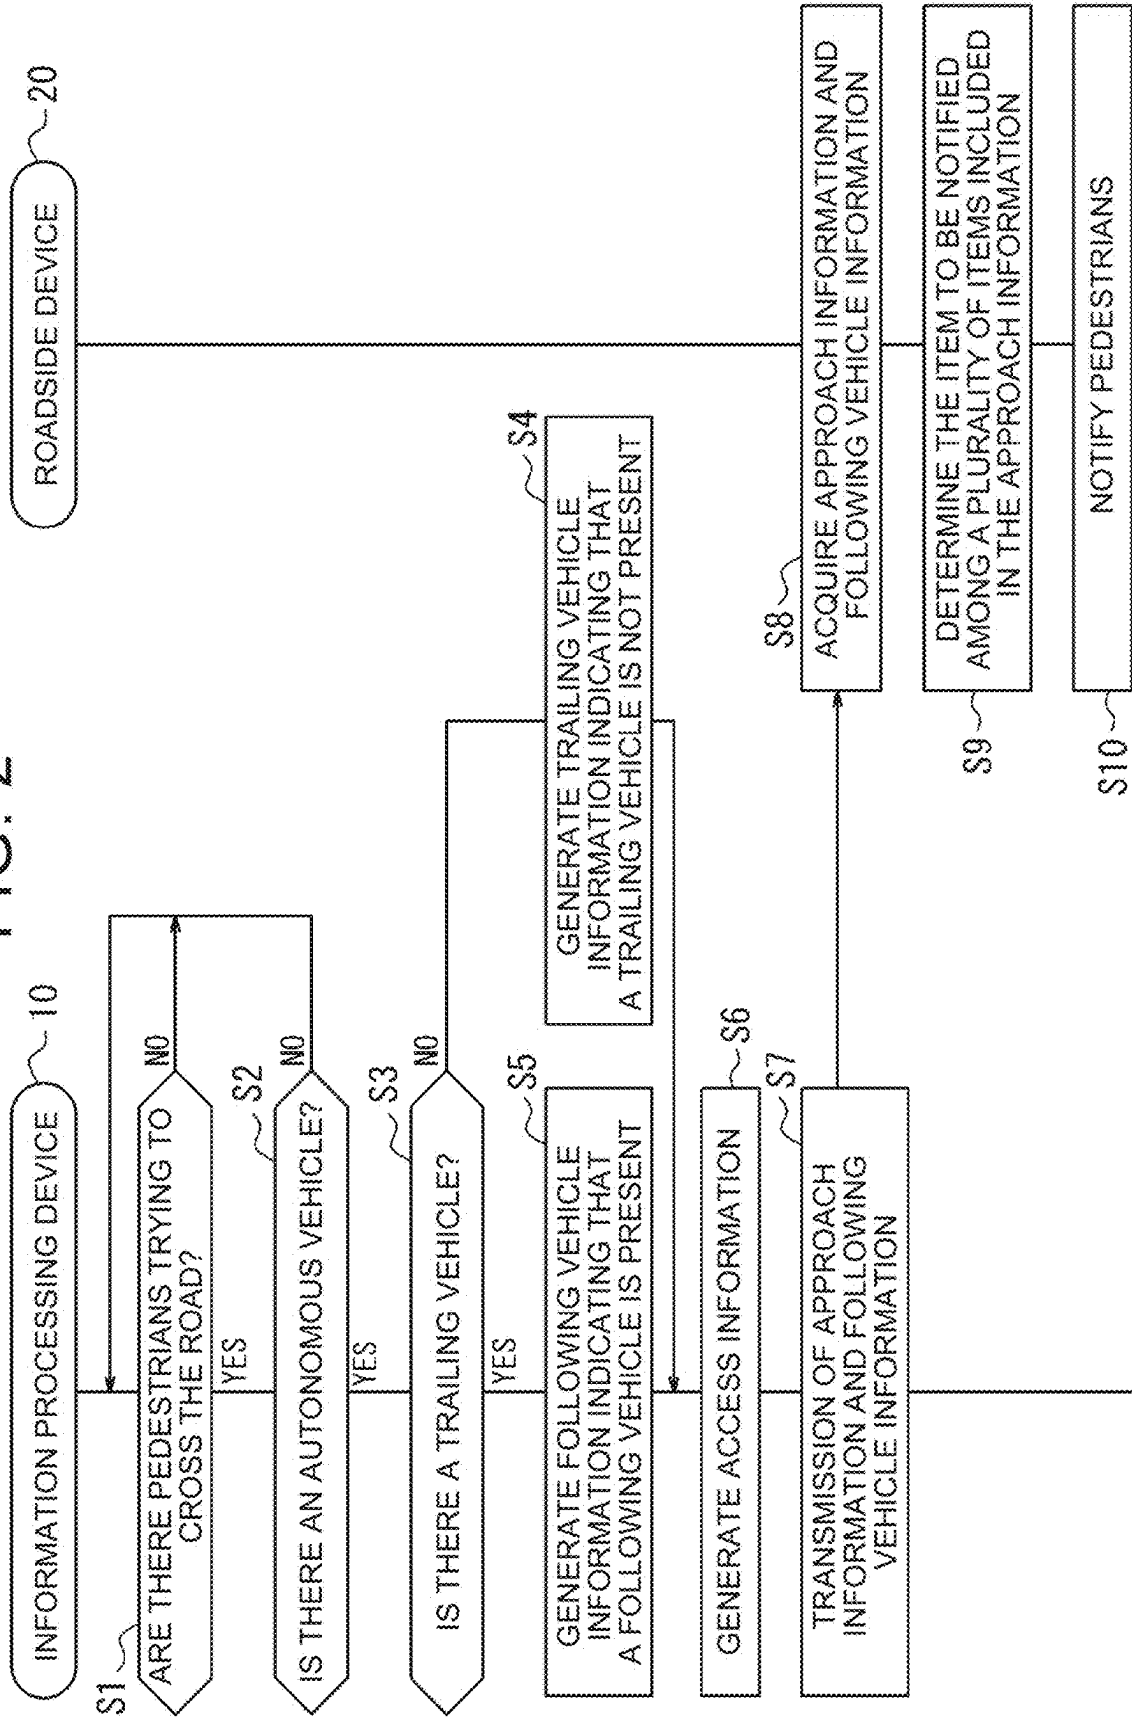 FIG. 2
INFORMATION PROCESSING DEVICE
10
ROADSIDE DEVICE
20
S1
ARE THERE PEDESTRIANS TRYING TO
CROSS THE ROAD?
NO
YES
S2
IS THERE AN AUTONOMOUS VEHICLE?
NO
YES
S3
IS THERE A TRAILING VEHICLE?
NO
YES
S5
GENERATE FOLLOWING VEHICLE
INFORMATION INDICATING THAT
A FOLLOWING VEHICLE IS PRESENT
S4
GENERATE TRAILING VEHICLE
INFORMATION INDICATING THAT
A TRAILING VEHICLE IS NOT PRESENT
S6
GENERATE ACCESS INFORMATION
S7
TRANSMISSION OF APPROACH
INFORMATION AND FOLLOWING
VEHICLE INFORMATION
S8
ACQUIRE APPROACH INFORMATION AND
FOLLOWING VEHICLE INFORMATION
S9
DETERMINE THE ITEM TO BE NOTIFIED
AMONG A PLURALITY OF ITEMS INCLUDED
IN THE APPROACH INFORMATION
S10
NOTIFY PEDESTRIANS